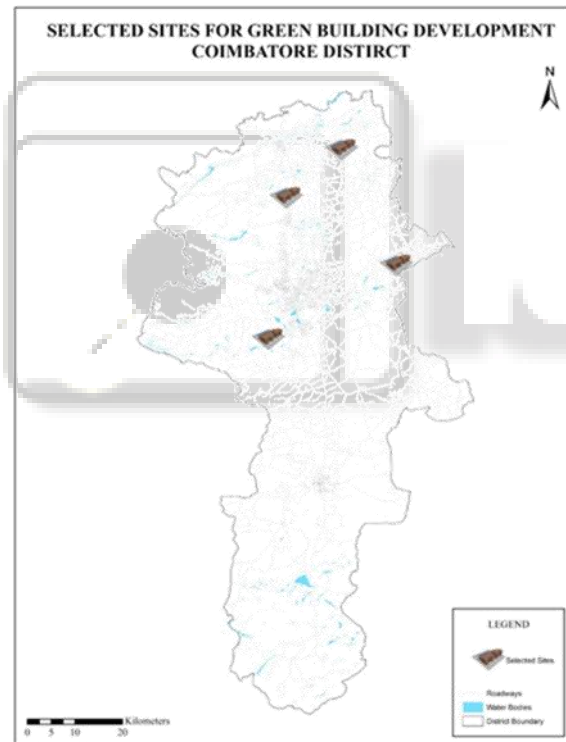 SELECTED SITES FOR GREEN BUILDING DEVELOPMENT
COIMBATORE DISTIRCT
N
LEGEND
Selected Sites
Roadways
Water Bodies
District Boundary
Kilometers
0 5 10 20